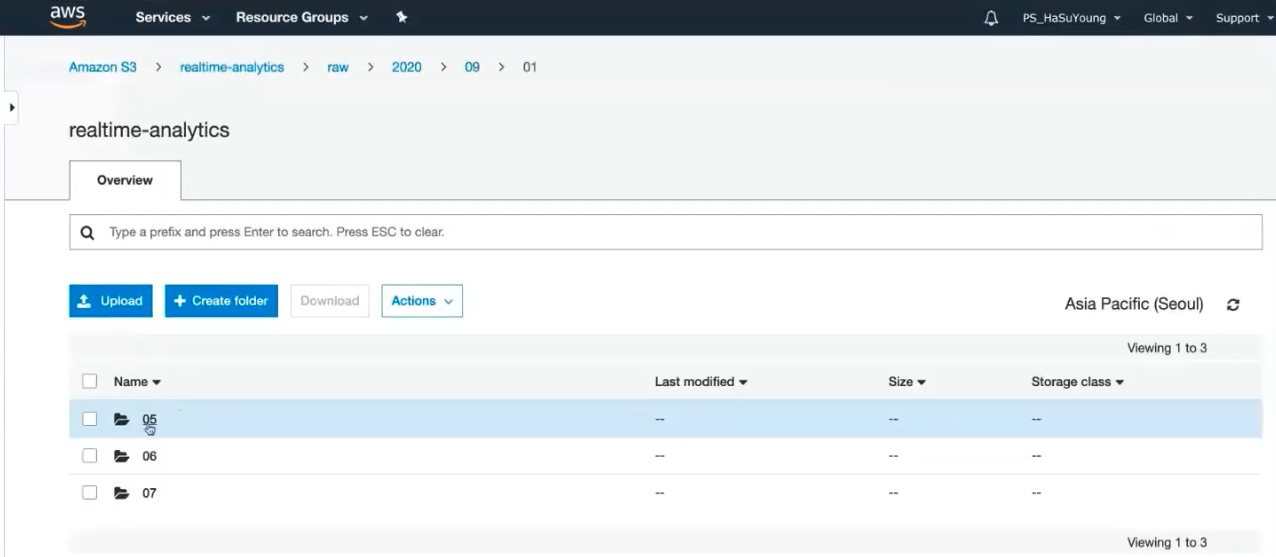 aws Services Resource Groups PS_HaSuYoung Global Support
Amazon S3 > realtime-analytics > raw > 2020 > 09 > 01
realtime-analytics
Overview
Type a prefix and press Enter to search. Press ESC to clear.
Upload + Create folder Download Actions Asia Pacific (Seoul)
Viewing 1 to 3
Name Last modified Size Storage class
05 -- -- --
06 -- -- --
07 -- -- --
Viewing 1 to 3